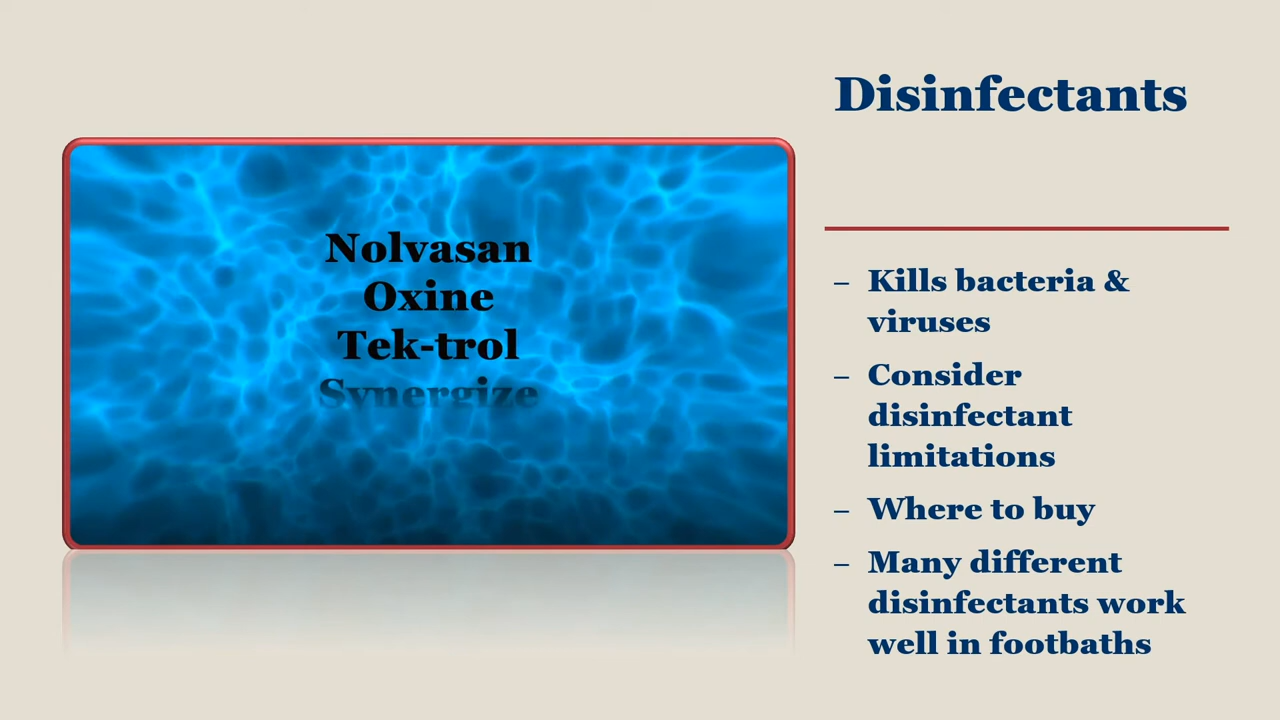 Disinfectants
Nolvasan
Oxine
Tek-trol
Synergize
– Kills bacteria &
viruses
– Consider
disinfectant
limitations
– Where to buy
– Many different
disinfectants work
well in footbaths